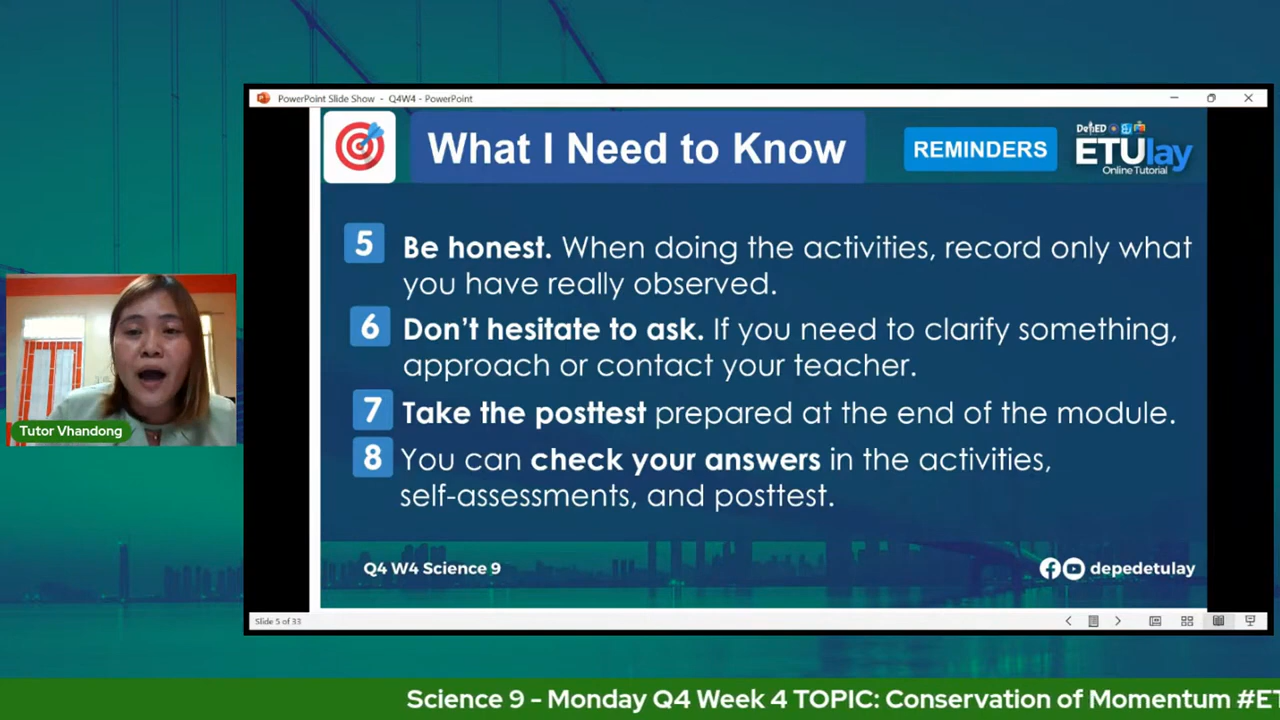 PowerPoint Slide Show - Q4W4 - PowerPoint
What I Need to Know
REMINDERS
DepED
ETUlay
Online Tutorial
5 Be honest. When doing the activities, record only what
you have really observed.
6 Don't hesitate to ask. If you need to clarify something,
approach or contact your teacher.
7 Take the posttest prepared at the end of the module.
8 You can check your answers in the activities,
self-assessments, and posttest.
Tutor Vhandong
Q4 W4 Science 9
depedetulay
Slide 5 of 33
Science 9 - Monday Q4 Week 4 TOPIC: Conservation of Momentum #ET